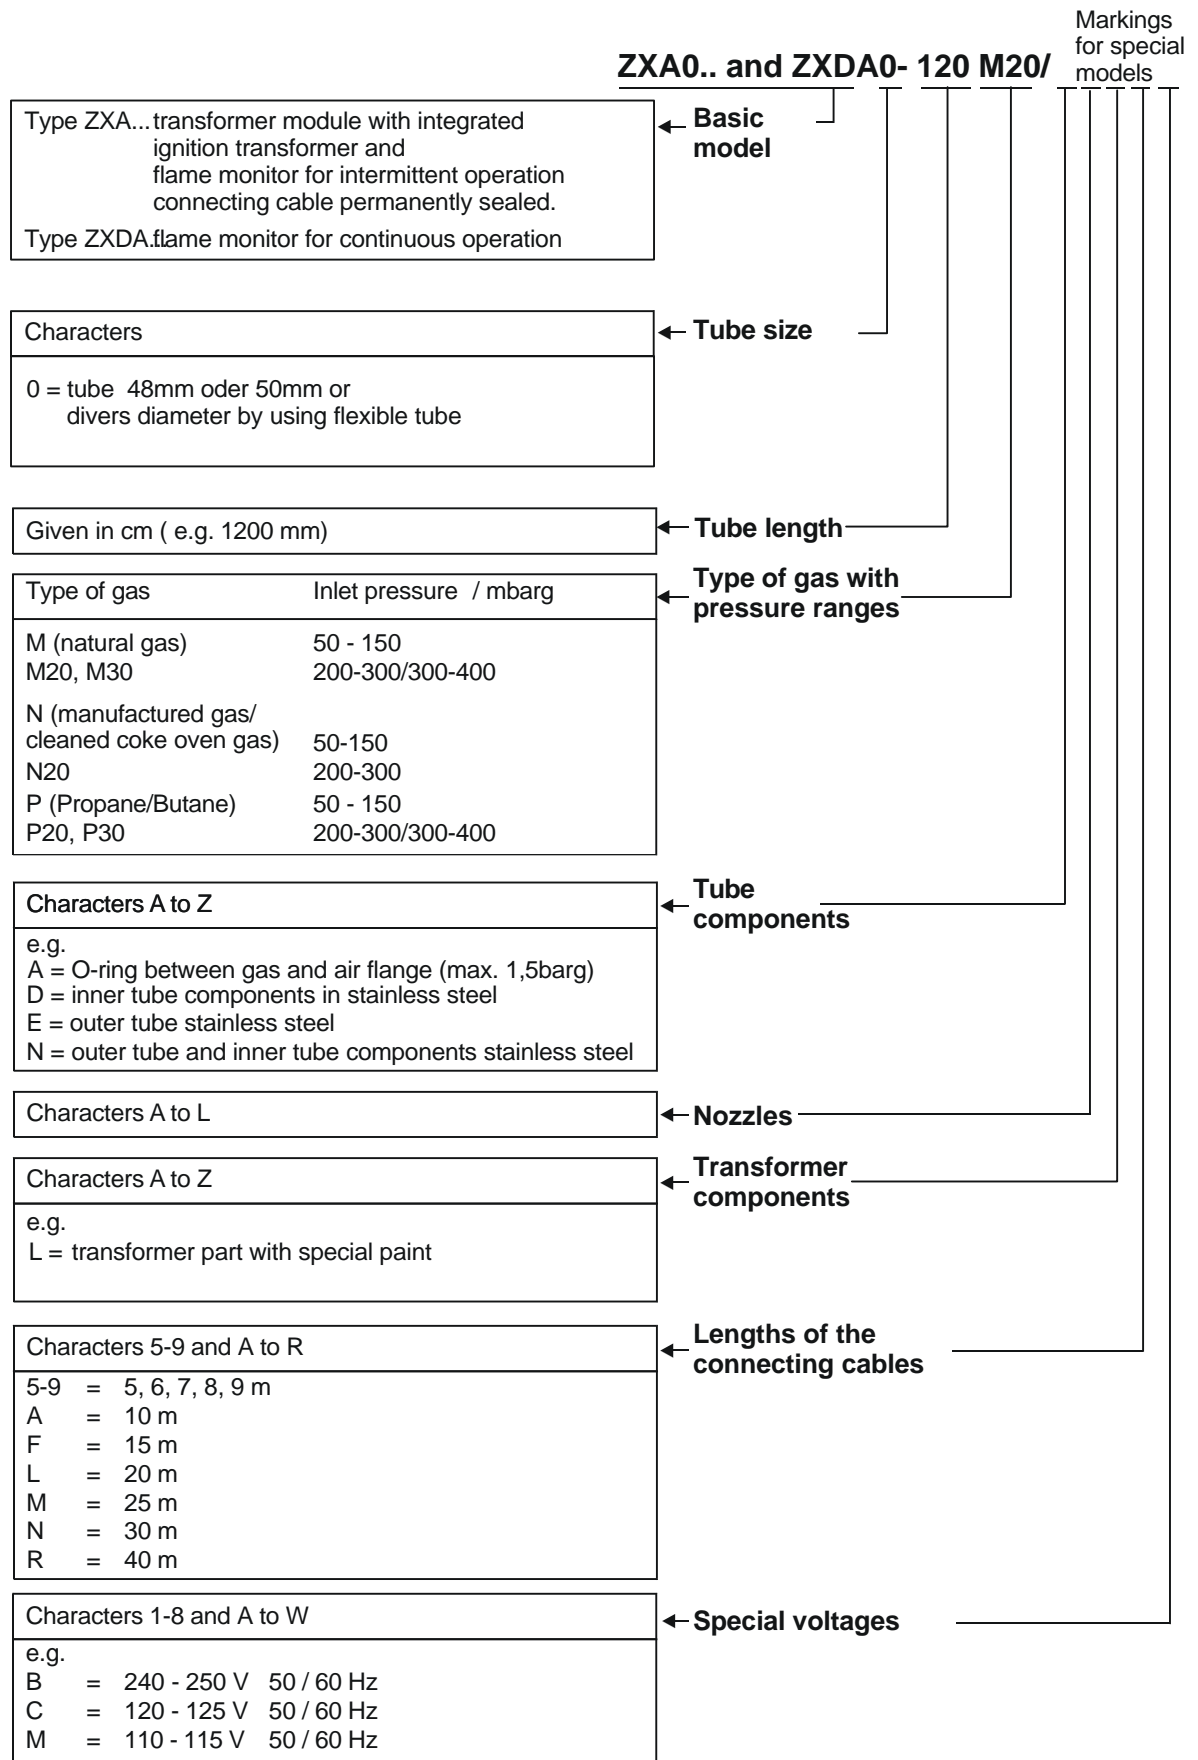 Markings
for special
models
ZXA0.. and ZXDA0- 120 M20/
Type ZXA... transformer module with integrated
ignition transformer and
flame monitor for intermittent operation
connecting cable permanently sealed.
Type ZXDA... flame monitor for continuous operation
Basic
model
Characters
0 = tube 48mm oder 50mm or
divers diameter by using flexible tube
Tube size
Given in cm ( e.g. 1200 mm)
Tube length
Type of gas Inlet pressure / mbarg
M (natural gas) 50 - 150
M20, M30 200-300/300-400
N (manufactured gas/
cleaned coke oven gas) 50-150
N20 200-300
P (Propane/Butane) 50 - 150
P20, P30 200-300/300-400
Type of gas with
pressure ranges
Characters A to Z
e.g.
A = O-ring between gas and air flange (max. 1,5barg)
D = inner tube components in stainless steel
E = outer tube stainless steel
N = outer tube and inner tube components stainless steel
Tube
components
Characters A to L
Nozzles
Characters A to Z
e.g.
L = transformer part with special paint
Transformer
components
Characters 5-9 and A to R
5-9 = 5, 6, 7, 8, 9 m
A = 10 m
F = 15 m
L = 20 m
M = 25 m
N = 30 m
R = 40 m
Lengths of the
connecting cables
Characters 1-8 and A to W
e.g.
B = 240 - 250 V 50 / 60 Hz
C = 120 - 125 V 50 / 60 Hz
M = 110 - 115 V 50 / 60 Hz
Special voltages